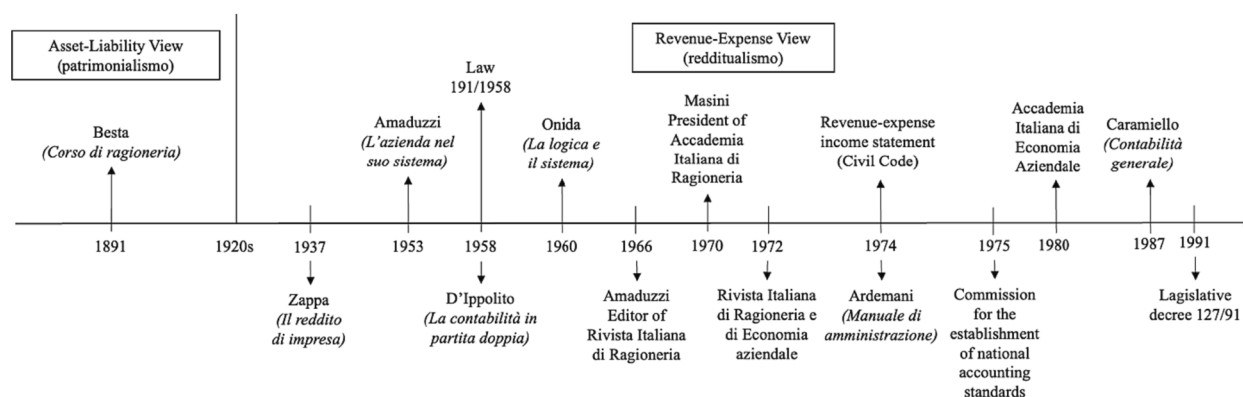 Asset-Liability View
(patrimonialismo)
Revenue-Expense View
(redditualismo)
Besta
(Corso di ragioneria)
Amaduzzi
(L'azienda nel
suo sistema)
Law
191/1958
Onida
(La logica e
il sistema)
Masini
President of
Accademia
Italiana di
Ragioneria
Revenue-expense
income statement
(Civil Code)
Accademia
Italiana di
Economia
Aziendale
Caramiello
(Contabilità
generale)
1891
1920s
1937
1953
1958
1960
1966
1970
1972
1974
1975
1980
1987
1991
Zappa
(Il reddito
di impresa)
D'Ippolito
(La contabilità in
partita doppia)
Amaduzzi
Editor of
Rivista Italiana
di Ragioneria
Rivista Italiana
di Ragioneria e
di Economia
aziendale
Ardemani
(Manuale di
amministrazione)
Commission
for the
establishment
of national
accounting
standards
Lagislative
decree 127/91